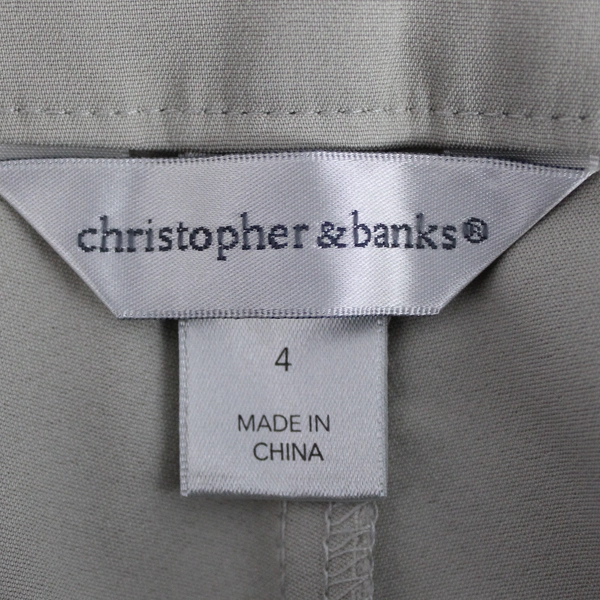 christopher & banks®
4
MADE IN
CHINA